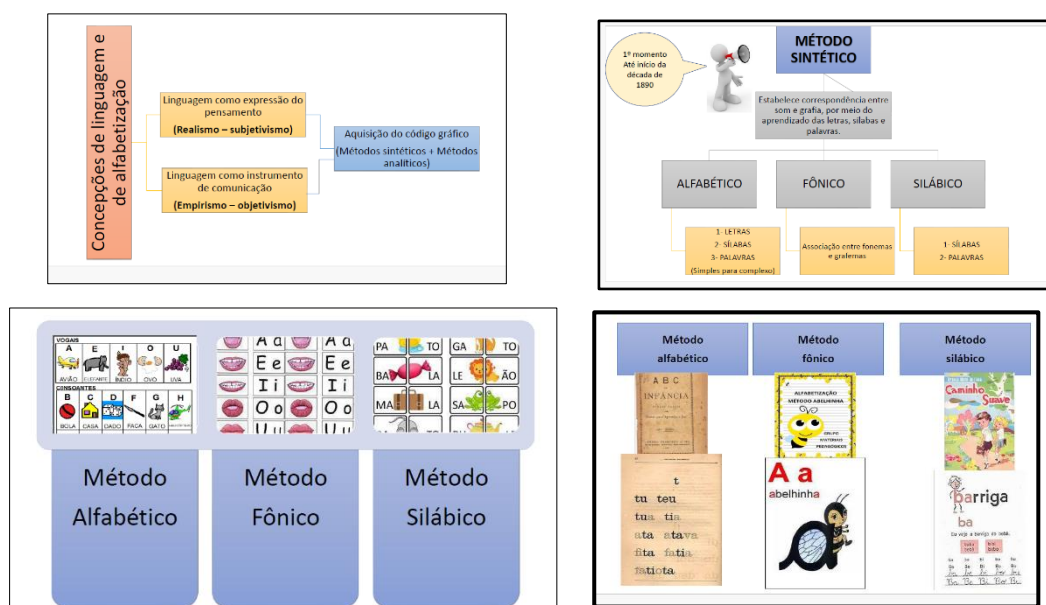 Concepções de linguagem e
de alfabetização
Linguagem como expressão do
pensamento
(Realismo – subjetivismo)
Linguagem como instrumento
de comunicação
(Empirismo – objetivismo)
Aquisição do código gráfico
(Métodos sintéticos + Métodos
analíticos)
1º momento
Até início da
década de
1890
MÉTODO
SINTÉTICO
Estabelece correspondência entre
som e grafia, por meio do
aprendizado das letras, sílabas e
palavras.
ALFABÉTICO
FÔNICO
SILÁBICO
1- LETRAS
2- SÍLABAS
3- PALAVRAS
(Simples para complexo)
Associação entre fonemas
e grafemas
1- SÍLABAS
2- PALAVRAS
VOGAIS
A E I O U
AVIÃO ELEFANTE ÍNDIO OVO UVA
CONSOANTES
B C D F G H
BOLA CASA DADO FACA GATO
A a A a
E e E e
I i I i
O o O o
U u U u
PA TO GA TO
BA LA LE ÃO
MA LA SA PO
Método
Alfabético
Método
Fônico
Método
Silábico
Método
alfabético
Método
fônico
Método
silábico
A B C
DA
INFÂNCIA
t
tu teu
tua tia
ata atava
fita fatia
fatiota
ALFABETIZAÇÃO
MÉTODO ABELHINHA
A a
abelhinha
Caminho
Suave
barriga
ba